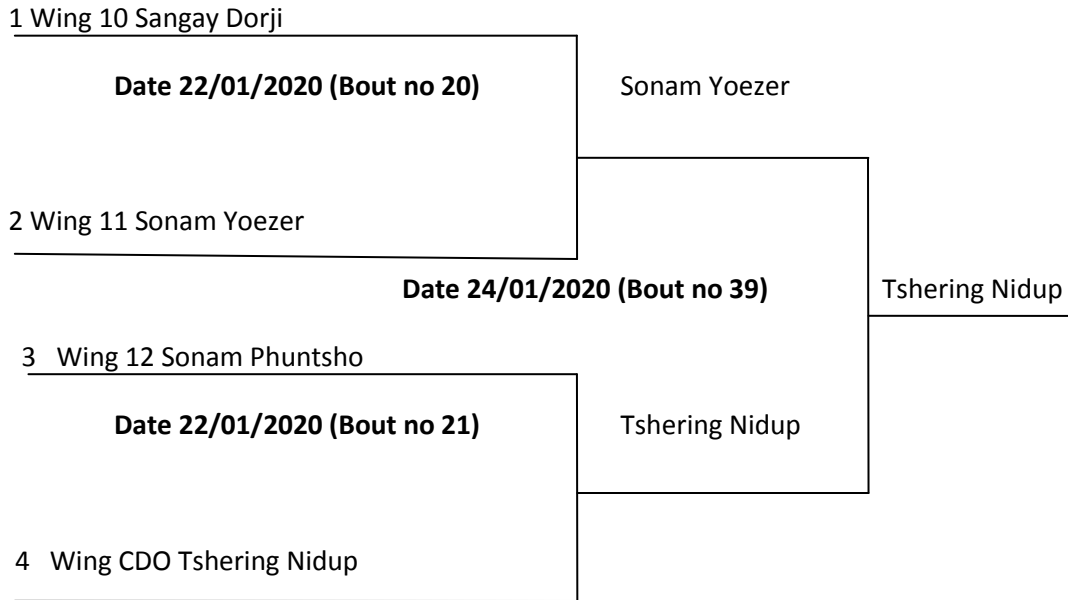 1 Wing 10 Sangay Dorji
Date 22/01/2020 (Bout no 20)
Sonam Yoezer
2 Wing 11 Sonam Yoezer
Date 24/01/2020 (Bout no 39)
Tshering Nidup
3 Wing 12 Sonam Phuntsho
Date 22/01/2020 (Bout no 21)
Tshering Nidup
4 Wing CDO Tshering Nidup